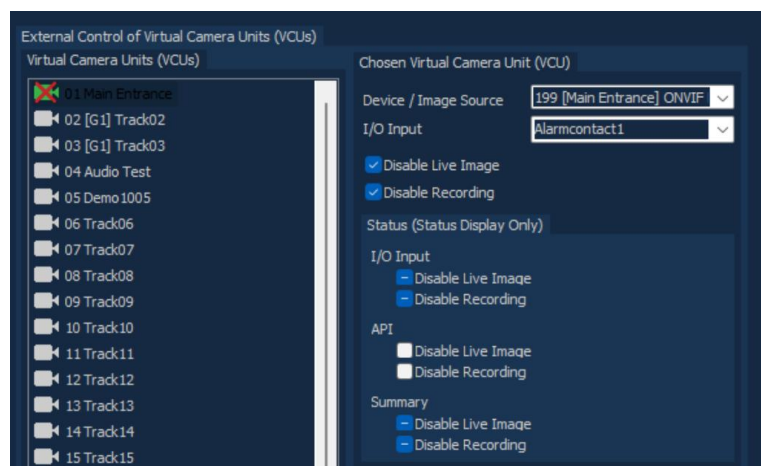 External Control of Virtual Camera Units (VCUs)
Virtual Camera Units (VCUs)
01 Main Entrance
02 [G1] Track02
03 [G1] Track03
04 Audio Test
05 Demo1005
06 Track06
07 Track07
08 Track08
09 Track09
10 Track10
11 Track11
12 Track12
13 Track13
14 Track14
15 Track15
Chosen Virtual Camera Unit (VCU)
Device / Image Source 199 [Main Entrance] ONVIF
I/O Input Alarmcontact1
Disable Live Image
Disable Recording
Status (Status Display Only)
I/O Input
Disable Live Image
Disable Recording
API
Disable Live Image
Disable Recording
Summary
Disable Live Image
Disable Recording